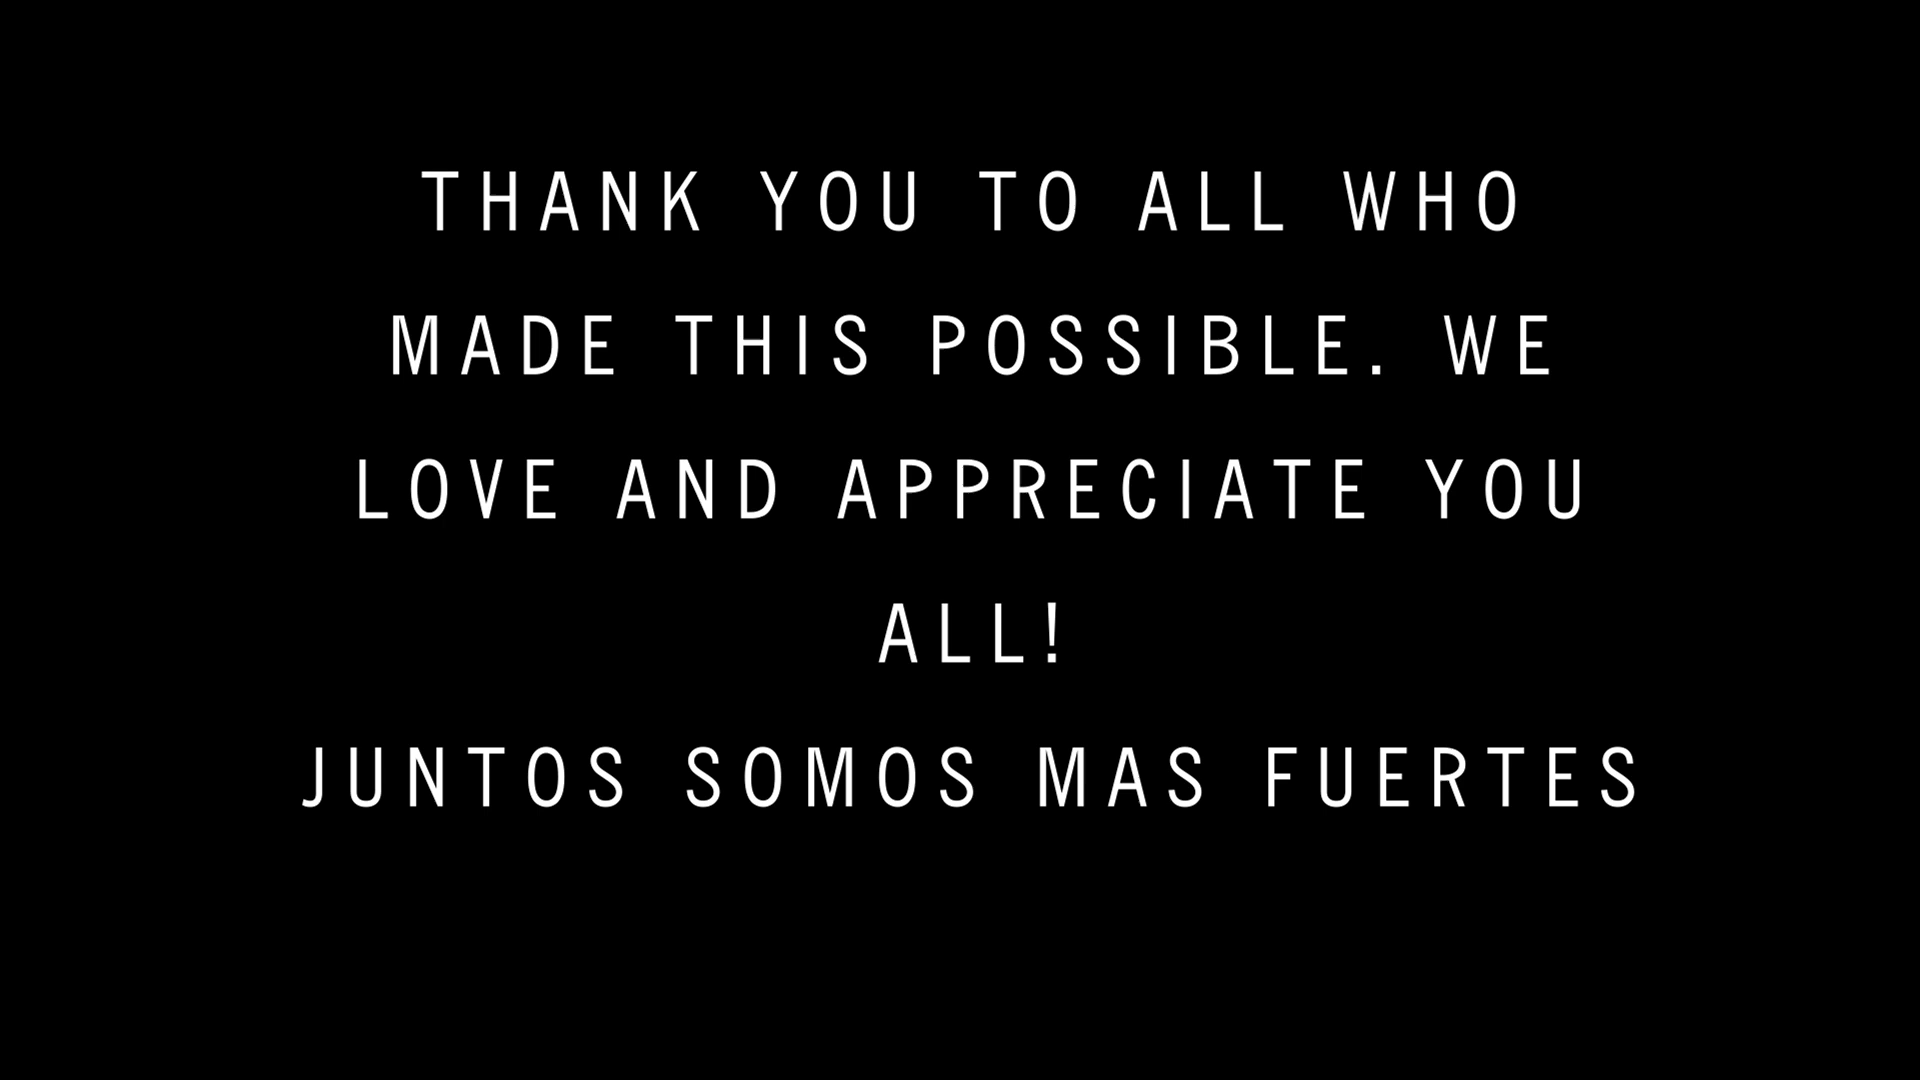 THANK YOU TO ALL WHO
MADE THIS POSSIBLE. WE
LOVE AND APPRECIATE YOU
ALL!
JUNTOS SOMOS MAS FUERTES